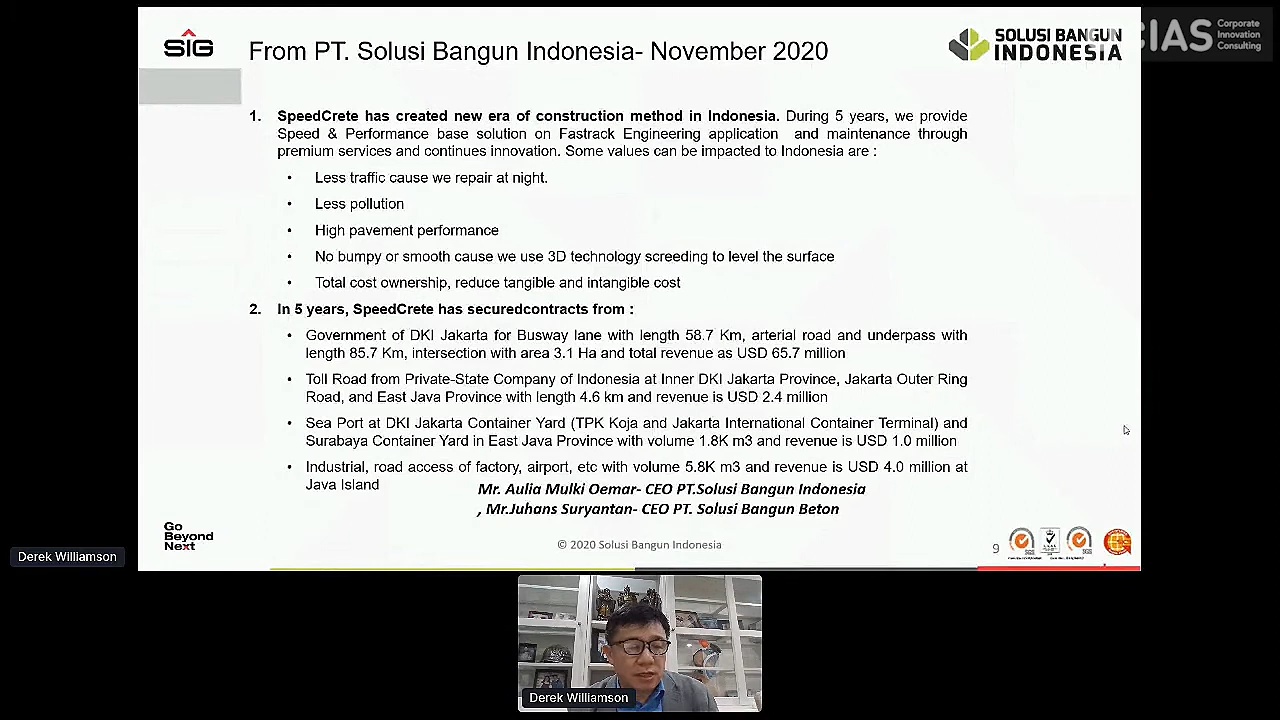 SIG
From PT. Solusi Bangun Indonesia- November 2020
SOLUSI BANGUN
INDONESIA
CIAS Corporate
Innovation
Consulting
1. SpeedCrete has created new era of construction method in Indonesia. During 5 years, we provide
Speed & Performance base solution on Fastrack Engineering application and maintenance through
premium services and continues innovation. Some values can be impacted to Indonesia are :
• Less traffic cause we repair at night.
• Less pollution
• High pavement performance
• No bumpy or smooth cause we use 3D technology screeding to level the surface
• Total cost ownership, reduce tangible and intangible cost
2. In 5 years, SpeedCrete has securedcontracts from :
• Government of DKI Jakarta for Busway lane with length 58.7 Km, arterial road and underpass with
length 85.7 Km, intersection with area 3.1 Ha and total revenue as USD 65.7 million
• Toll Road from Private-State Company of Indonesia at Inner DKI Jakarta Province, Jakarta Outer Ring
Road, and East Java Province with length 4.6 km and revenue is USD 2.4 million
• Sea Port at DKI Jakarta Container Yard (TPK Koja and Jakarta International Container Terminal) and
Surabaya Container Yard in East Java Province with volume 1.8K m3 and revenue is USD 1.0 million
• Industrial, road access of factory, airport, etc with volume 5.8K m3 and revenue is USD 4.0 million at
Java Island
Mr. Aulia Mulki Oemar- CEO PT.Solusi Bangun Indonesia
, Mr.Juhans Suryantan- CEO PT. Solusi Bangun Beton
Go
Beyond
Next
© 2020 Solusi Bangun Indonesia
9
Derek Williamson
Derek Williamson